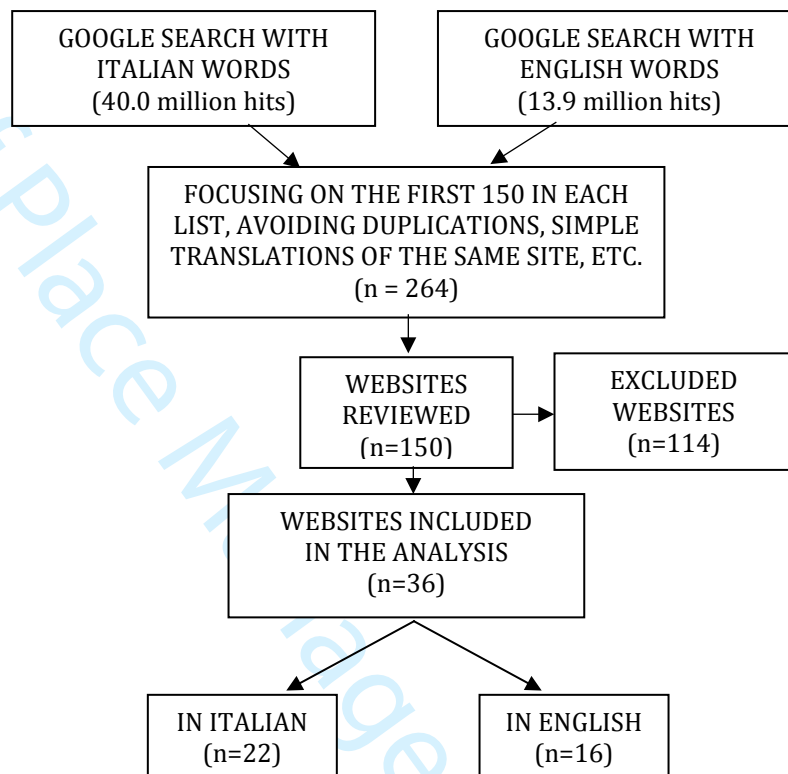 GOOGLE SEARCH WITH
ITALIAN WORDS
(40.0 million hits)
GOOGLE SEARCH WITH
ENGLISH WORDS
(13.9 million hits)
FOCUSING ON THE FIRST 150 IN EACH
LIST, AVOIDING DUPLICATIONS, SIMPLE
TRANSLATIONS OF THE SAME SITE, ETC.
(n = 264)
WEBSITES
REVIEWED
(n=150)
EXCLUDED
WEBSITES
(n=114)
WEBSITES INCLUDED
IN THE ANALYSIS
(n=36)
IN ITALIAN
(n=22)
IN ENGLISH
(n=16)
f Place